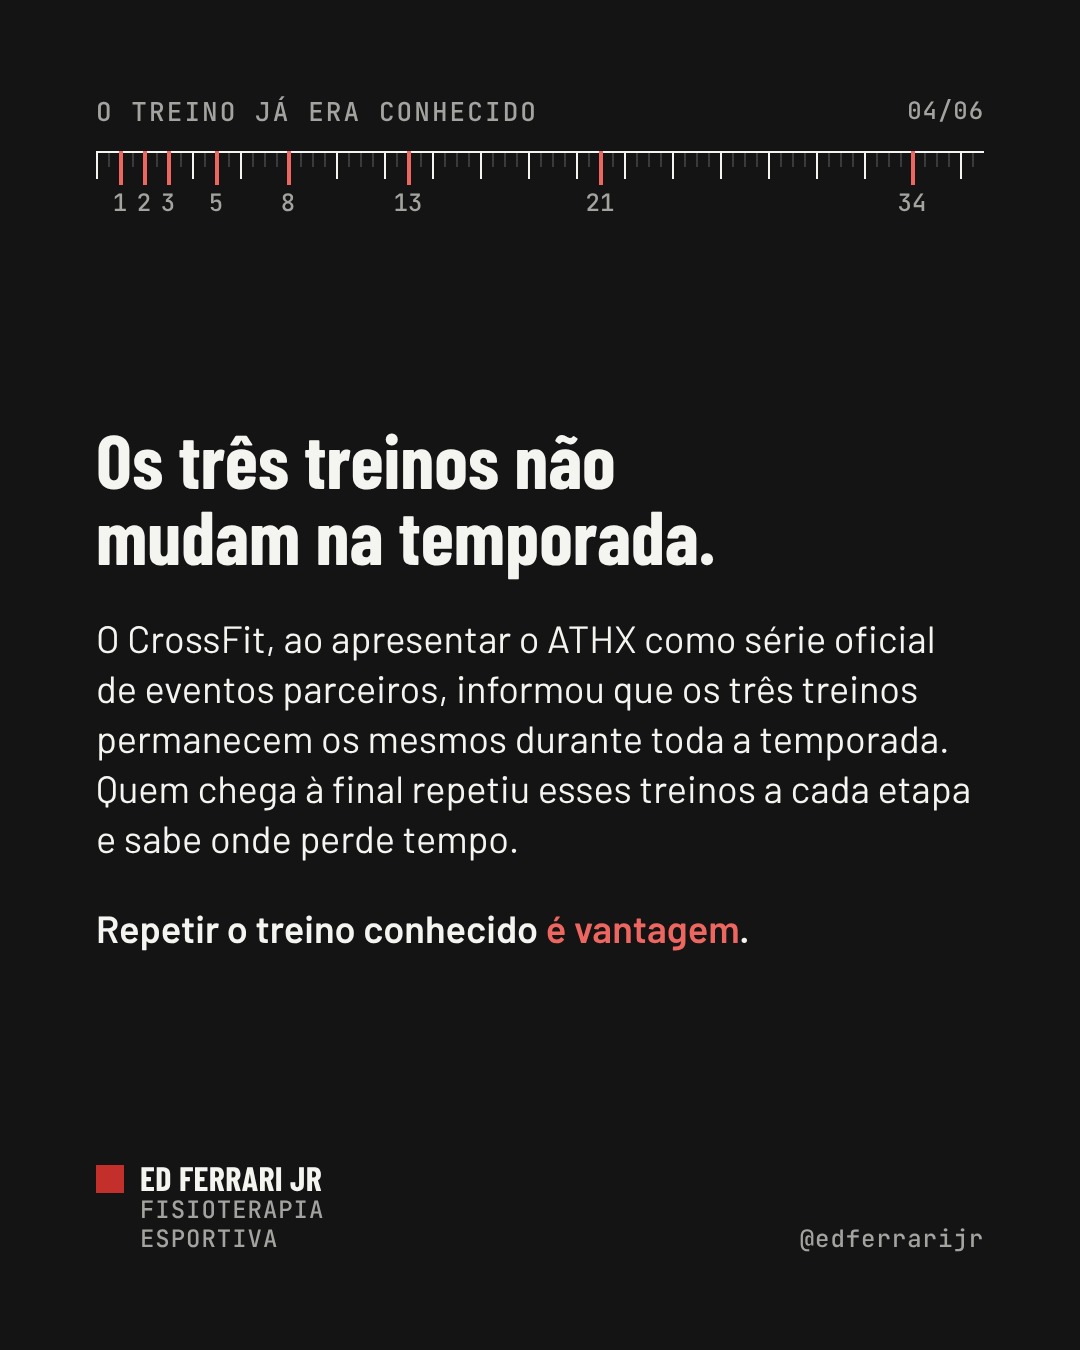 O TREINO JÁ ERA CONHECIDO
04/06
1 2 3 5 8 13 21 34
Os três treinos não
mudam na temporada.
O CrossFit, ao apresentar o ATHX como série oficial
de eventos parceiros, informou que os três treinos
permanecem os mesmos durante toda a temporada.
Quem chega à final repetiu esses treinos a cada etapa
e sabe onde perde tempo.
Repetir o treino conhecido é vantagem.
ED FERRARI JR
FISIOTERAPIA
ESPORTIVA
@edferrarijr